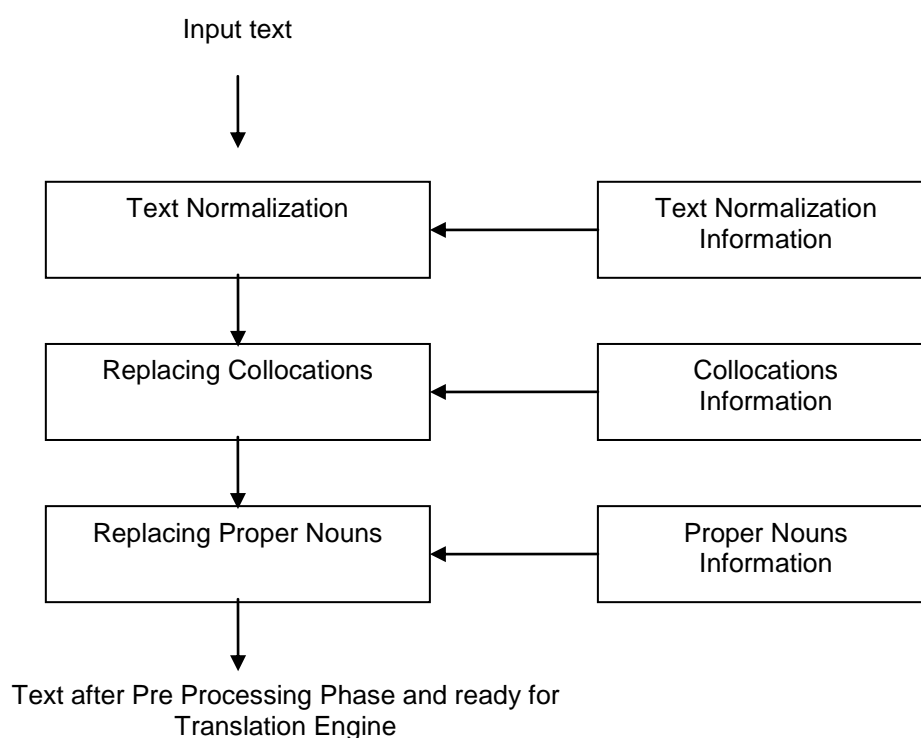 Input text
Text Normalization
Text Normalization
Information
Replacing Collocations
Collocations
Information
Replacing Proper Nouns
Proper Nouns
Information
Text after Pre Processing Phase and ready for
Translation Engine